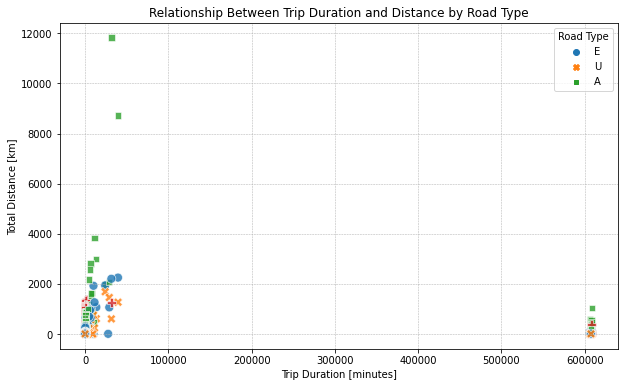 Relationship Between Trip Duration and Distance by Road Type
Total Distance [km]
12000
10000
8000
6000
4000
2000
0
Road Type
E
U
A
0
100000
200000
300000
400000
500000
600000
Trip Duration [minutes]